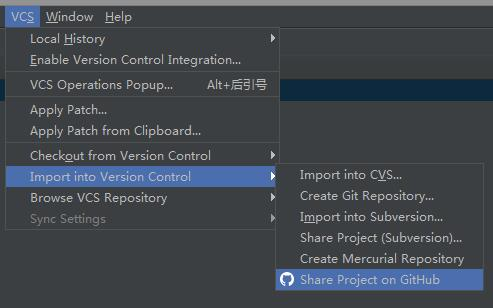 VCS Window Help
Local History
Enable Version Control Integration...
VCS Operations Popup... Alt+后引号
Apply Patch...
Apply Patch from Clipboard...
Checkout from Version Control
Import into Version Control
Browse VCS Repository
Sync Settings
Import into CVS...
Create Git Repository...
Import into Subversion...
Share Project (Subversion)...
Create Mercurial Repository
Share Project on GitHub